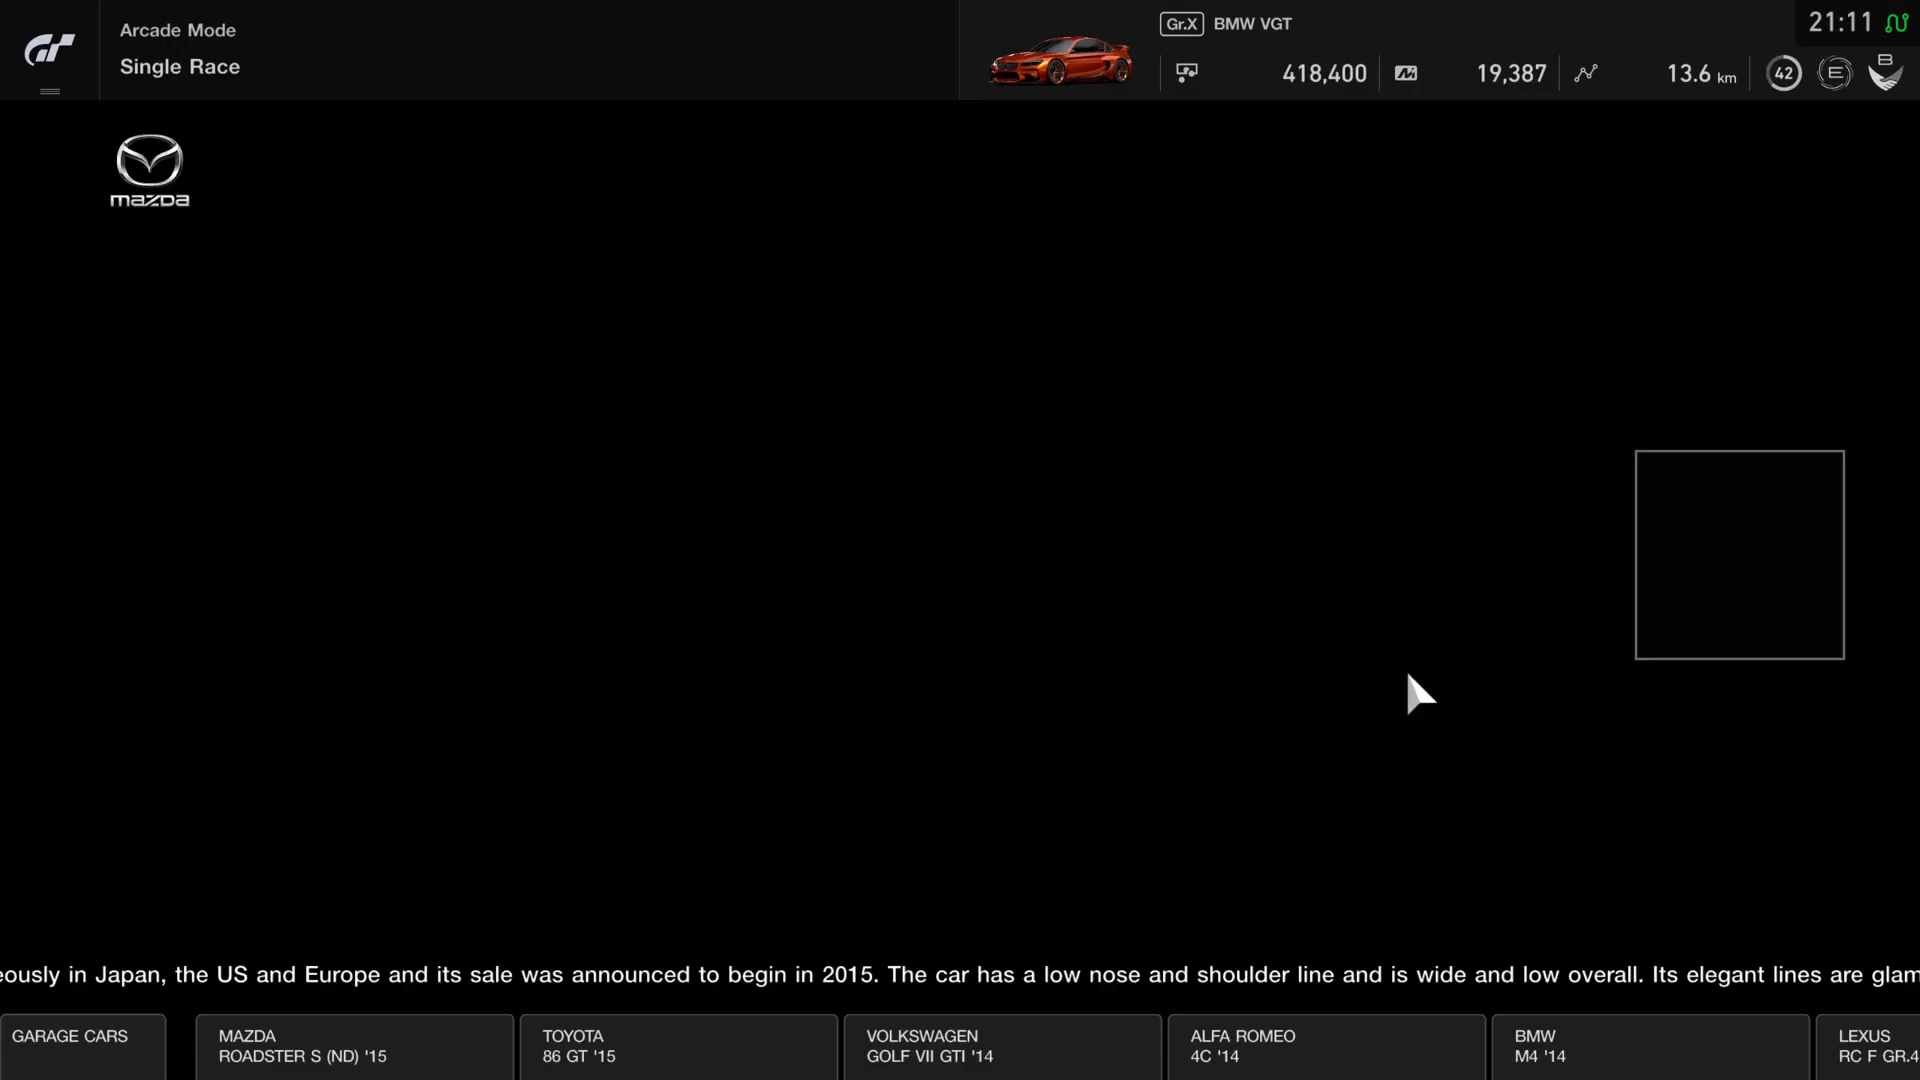 Arcade Mode
Single Race
Gr.X BMW VGT
21:11
418,400
19,387
13.6 km
42
E
B
mazda
eously in Japan, the US and Europe and its sale was announced to begin in 2015. The car has a low nose and shoulder line and is wide and low overall. Its elegant lines are glam
GARAGE CARS
MAZDA
ROADSTER S (ND) '15
TOYOTA
86 GT '15
VOLKSWAGEN
GOLF VII GTI '14
ALFA ROMEO
4C '14
BMW
M4 '14
LEXUS
RC F GR.4